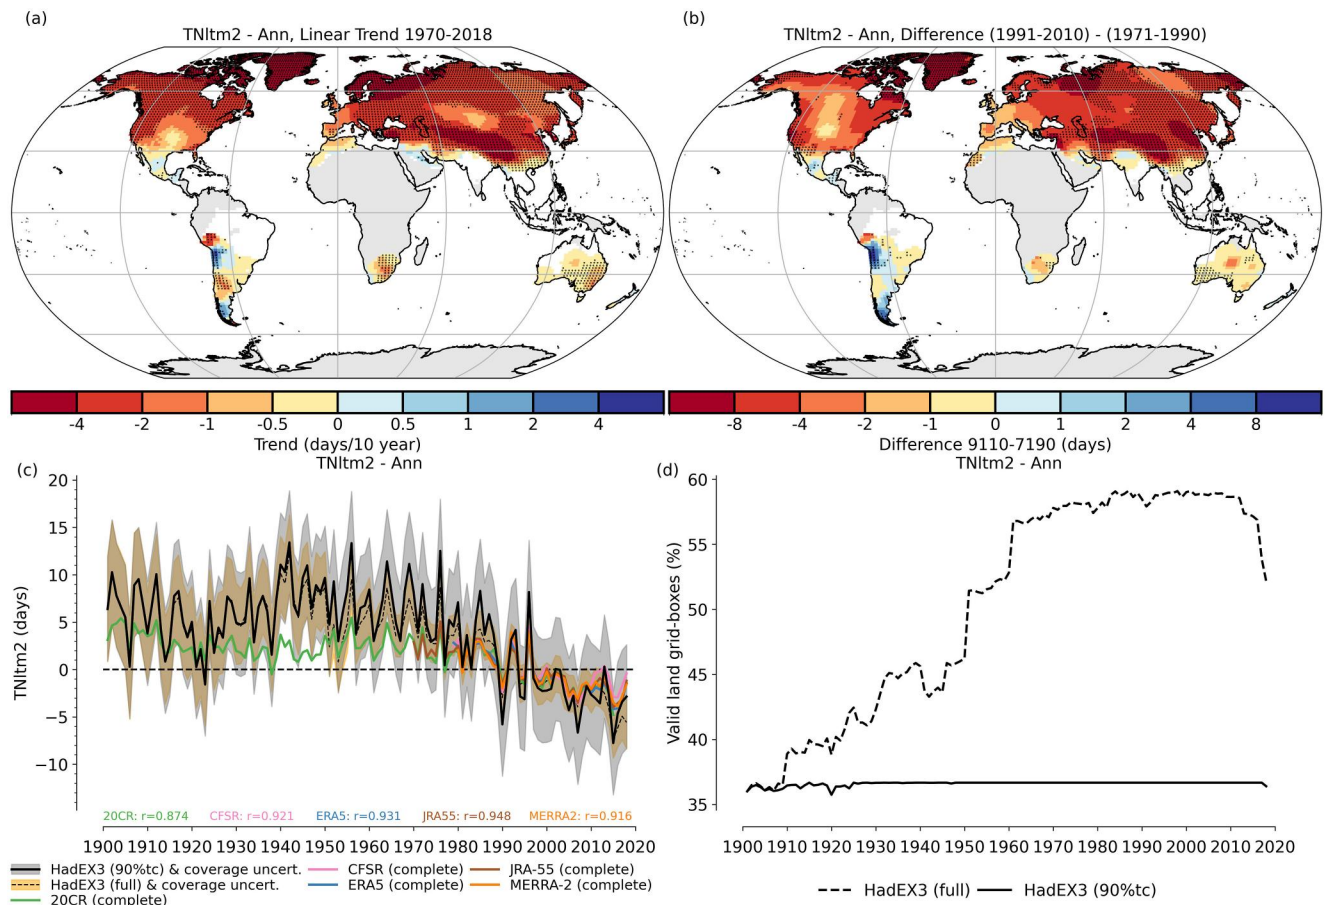 (a)
TNltm2 - Ann, Linear Trend 1970-2018
-4 -2 -1 -0.5 0 0.5 1 2 4
Trend (days/10 year)
(b)
TNltm2 - Ann, Difference (1991-2010) - (1971-1990)
-8 -4 -2 -1 0 1 2 4 8
Difference 9110-7190 (days)
(c)
TNltm2 - Ann
TNltm2 (days)
20
15
10
5
0
−5
−10
20CR: r=0.874 CFSR: r=0.921 ERA5: r=0.931 JRA55: r=0.948 MERRA2: r=0.916
1900 1910 1920 1930 1940 1950 1960 1970 1980 1990 2000 2010 2020
HadEX3 (90%tc) & coverage uncert.
HadEX3 (full) & coverage uncert.
20CR (complete)
CFSR (complete)
ERA5 (complete)
JRA-55 (complete)
MERRA-2 (complete)
(d)
TNltm2 - Ann
Valid land grid-boxes (%)
60
55
50
45
40
35
1900 1910 1920 1930 1940 1950 1960 1970 1980 1990 2000 2010 2020
HadEX3 (full) HadEX3 (90%tc)